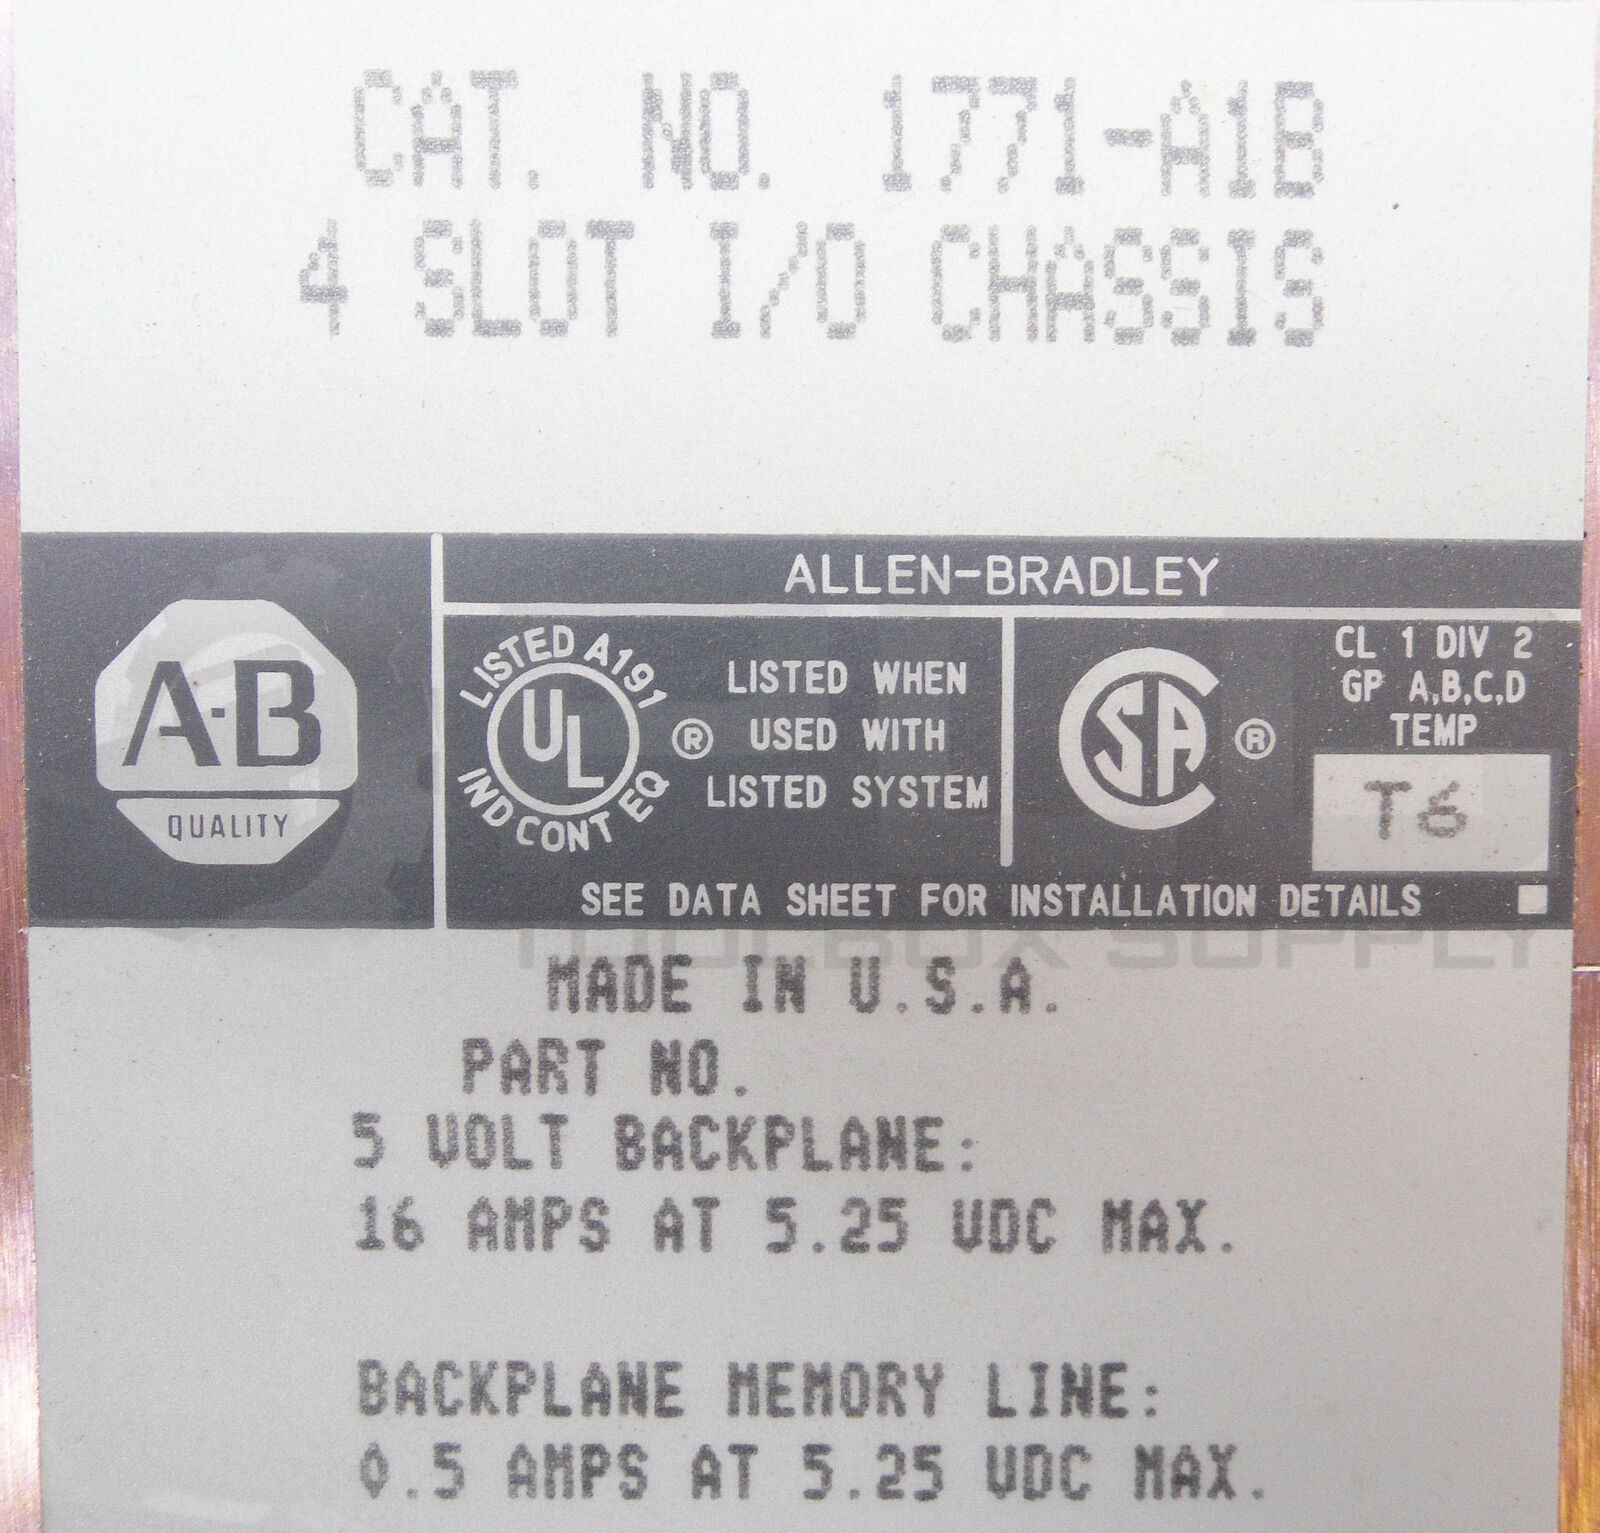 CAT. NO. 1771-A1B
4 SLOT I/O CHASSIS
ALLEN-BRADLEY
A-B
QUALITY
LISTED A191
UL
IND CONT EQ
®
LISTED WHEN
USED WITH
LISTED SYSTEM
SA
®
CL 1 DIV 2
GP A,B,C,D
TEMP
T6
SEE DATA SHEET FOR INSTALLATION DETAILS
TOOLBOX SUPPLY
MADE IN U.S.A.
PART NO.
5 VOLT BACKPLANE:
16 AMPS AT 5.25 VDC MAX.
BACKPLANE MEMORY LINE:
0.5 AMPS AT 5.25 VDC MAX.